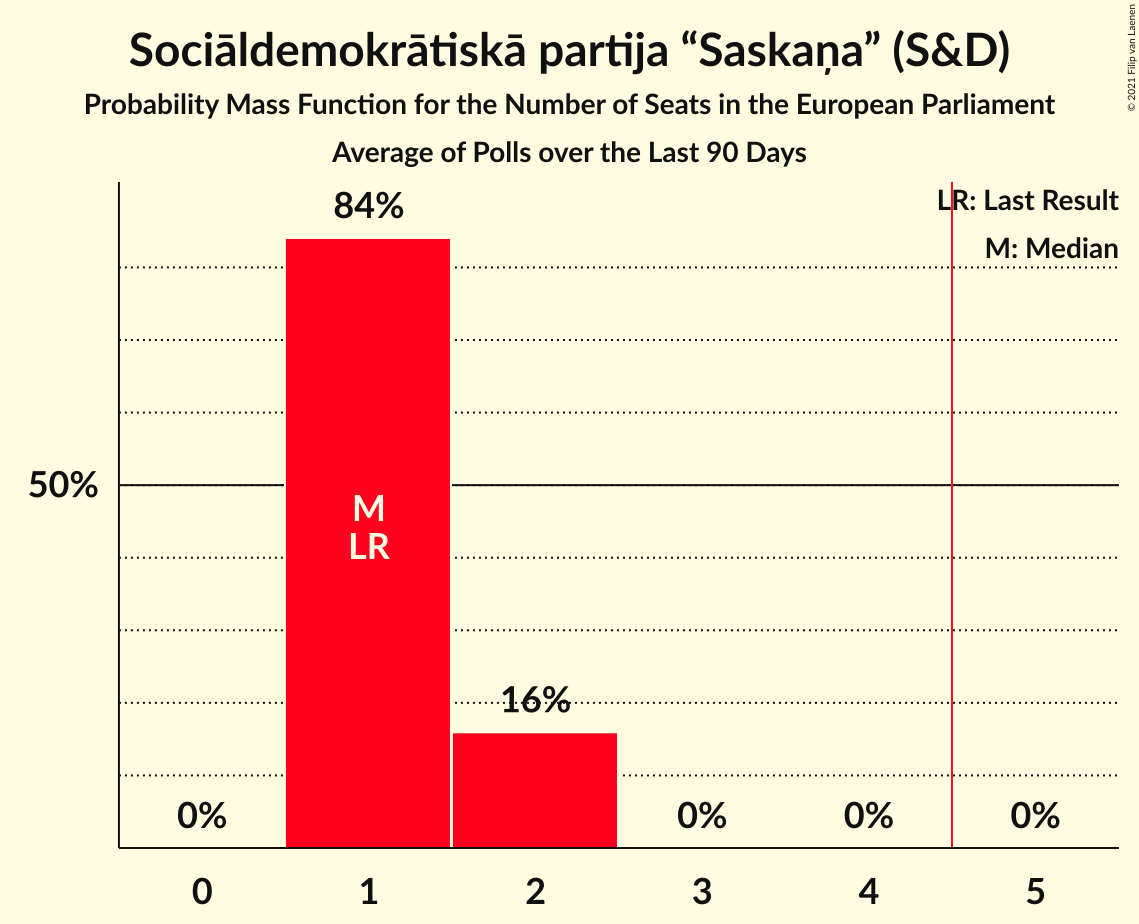 Sociāldemokrātiskā partija “Saskaņa” (S&D)
Probability Mass Function for the Number of Seats in the European Parliament
Average of Polls over the Last 90 Days
© 2021 Filip van Laenen
LR: Last Result
M: Median
84%
50%
M
LR
16%
0%
0%
0%
0%
0
1
2
3
4
5